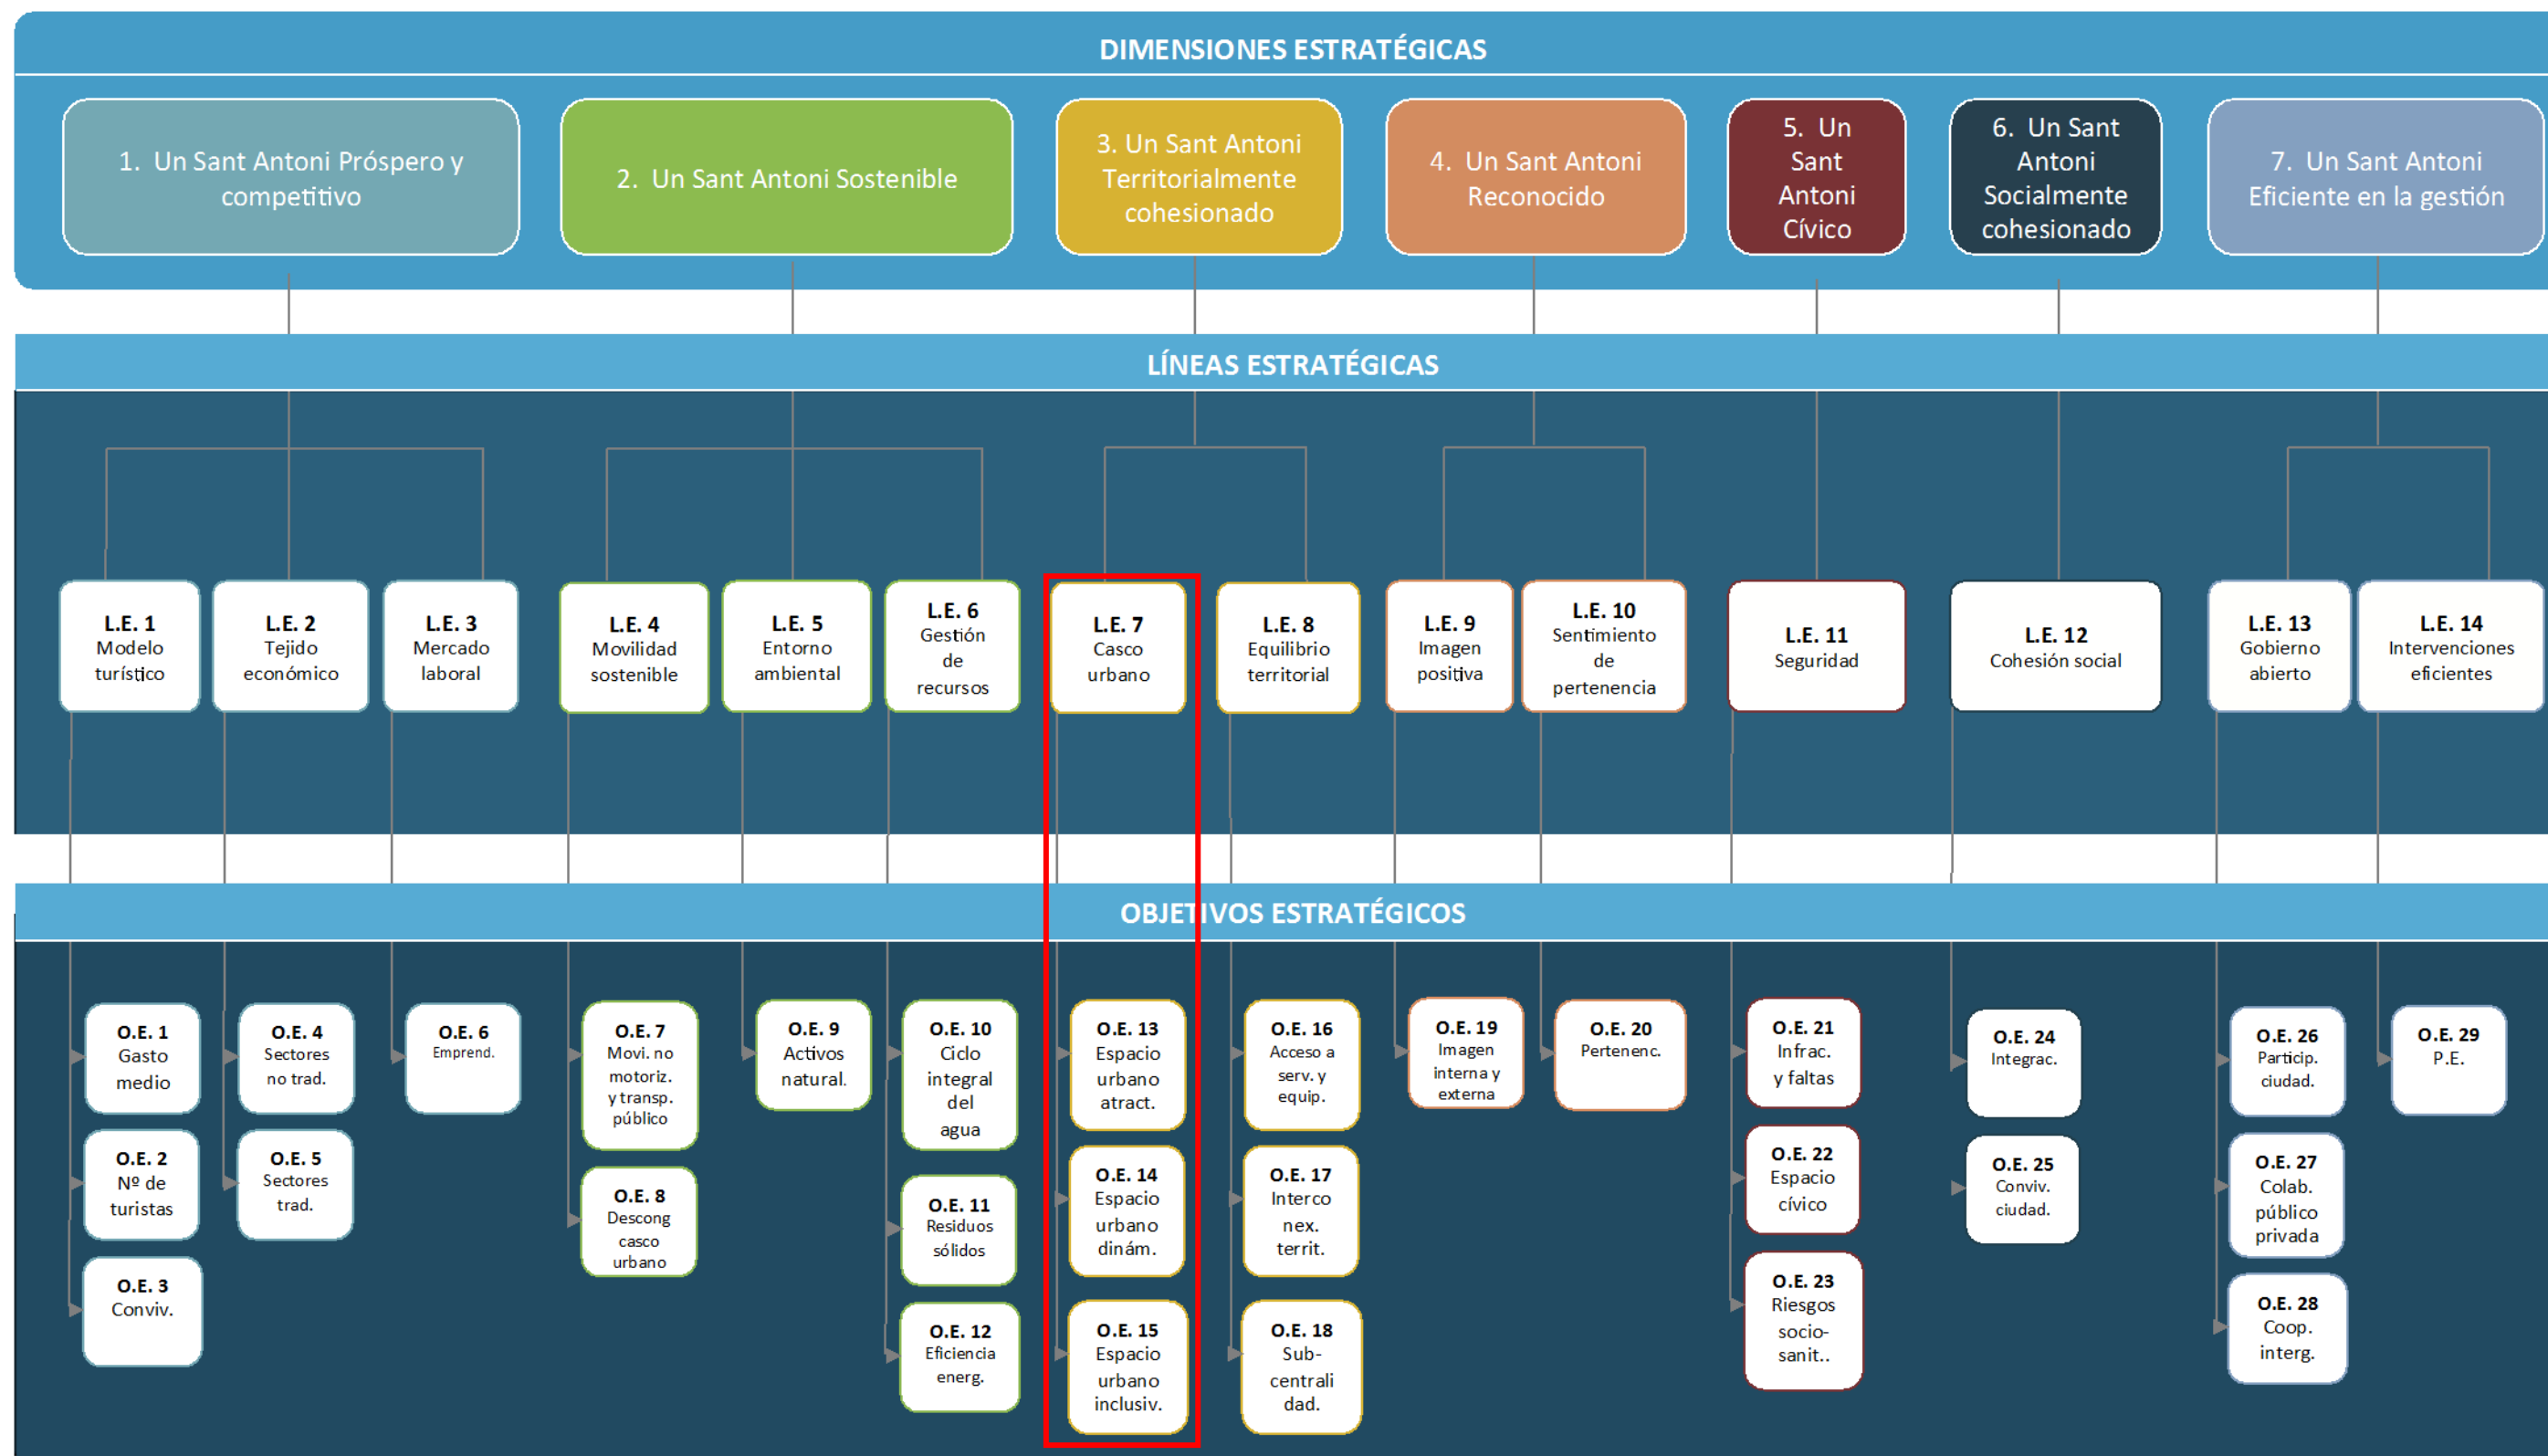 DIMENSIONES ESTRATÉGICAS
1. Un Sant Antoni Próspero y
competitivo
2. Un Sant Antoni Sostenible
3. Un Sant Antoni
Territorialmente
cohesionado
4. Un Sant Antoni
Reconocido
5. Un
Sant
Antoni
Cívico
6. Un Sant
Antoni
Socialmente
cohesionado
7. Un Sant Antoni
Eficiente en la gestión
LÍNEAS ESTRATÉGICAS
L.E. 1
Modelo
turístico
L.E. 2
Tejido
económico
L.E. 3
Mercado
laboral
L.E. 4
Movilidad
sostenible
L.E. 5
Entorno
ambiental
L.E. 6
Gestión
de
recursos
L.E. 7
Casco
urbano
L.E. 8
Equilibrio
territorial
L.E. 9
Imagen
positiva
L.E. 10
Sentimiento
de
pertenencia
L.E. 11
Seguridad
L.E. 12
Cohesión social
L.E. 13
Gobierno
abierto
L.E. 14
Intervenciones
eficientes
OBJETIVOS ESTRATÉGICOS
O.E. 1
Gasto
medio
O.E. 2
Nº de
turistas
O.E. 3
Conviv.
O.E. 4
Sectores
no trad.
O.E. 5
Sectores
trad.
O.E. 6
Emprend.
O.E. 7
Movi. no
motoriz.
y transp.
público
O.E. 8
Descong
casco
urbano
O.E. 9
Activos
natural.
O.E. 10
Ciclo
integral
del
agua
O.E. 11
Residuos
sólidos
O.E. 12
Eficiencia
energ.
O.E. 13
Espacio
urbano
atract.
O.E. 14
Espacio
urbano
dinám.
O.E. 15
Espacio
urbano
inclusiv.
O.E. 16
Acceso a
serv. y
equip.
O.E. 17
Interco
nex.
territ.
O.E. 18
Sub-
centrali
dad.
O.E. 19
Imagen
interna y
externa
O.E. 20
Pertenenc.
O.E. 21
Infrac.
y faltas
O.E. 22
Espacio
cívico
O.E. 23
Riesgos
socio-
sanit..
O.E. 24
Integrac.
O.E. 25
Conviv.
ciudad.
O.E. 26
Particip.
ciudad.
O.E. 27
Colab.
público
privada
O.E. 28
Coop.
interg.
O.E. 29
P.E.